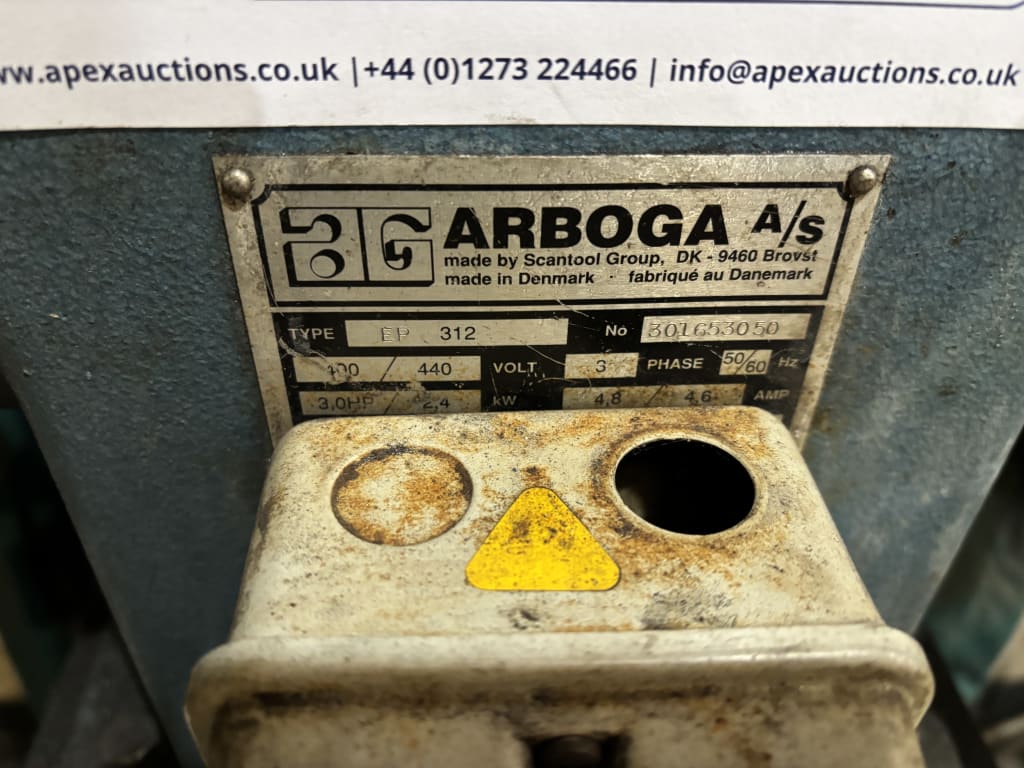 ww.apexauctions.co.uk | +44 (0)1273 224466 | info@apexauctions.co.uk
AG ARBOGA A/s
made by Scantool Group, DK - 9460 Brovst
made in Denmark · fabriqué au Danemark
TYPE EP 312 No 301653050
400 / 440 VOLT 3 PHASE 50/60 Hz
3,0HP / 2,4 kW 4,8 / 4,6 AMP